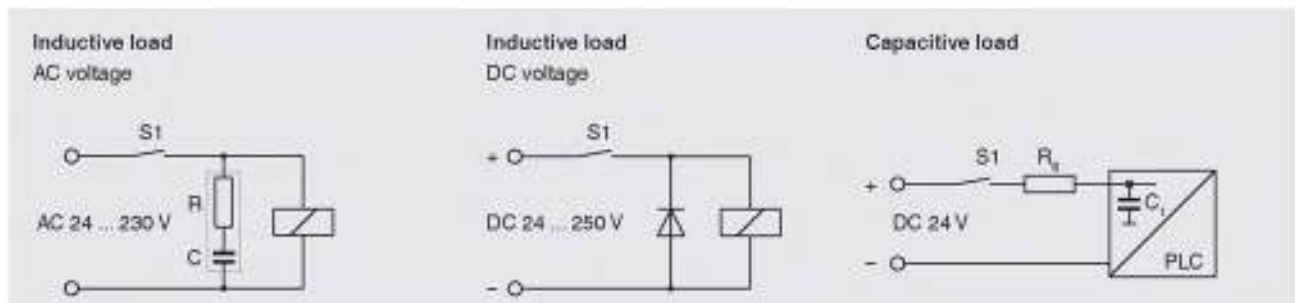 Inductive load
AC voltage
S1
R
AC 24 ... 230 V
C
Inductive load
DC voltage
S1
+
DC 24 ... 250 V
–
Capacitive load
S1
+
DC 24 V
–
C
PLC